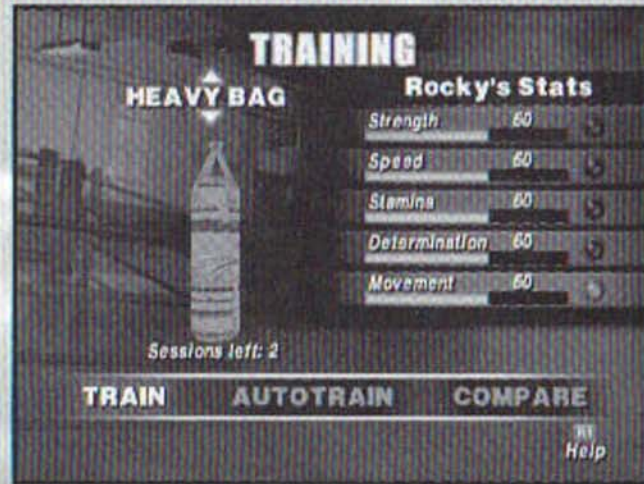 TRAINING
HEAVY BAG
Rocky's Stats
Strength 60
Speed 60
Stamina 60
Determination 60
Movement 60
Sessions left: 2
TRAIN AUTOTRAIN COMPARE
R1
Help